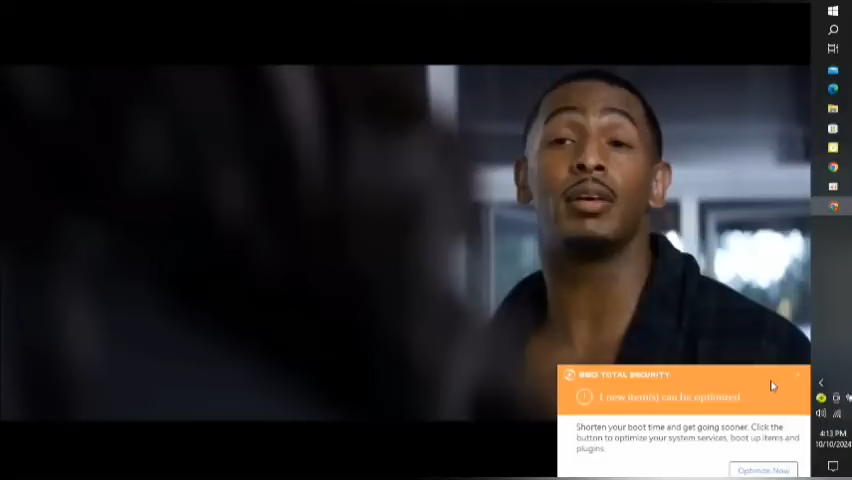 360 TOTAL SECURITY
1 new item(s) can be optimized
Shorten your boot time and get going sooner. Click the
button to optimize your system services, boot up items and
plugins.
Optimize Now
4:13 PM
10/10/2024